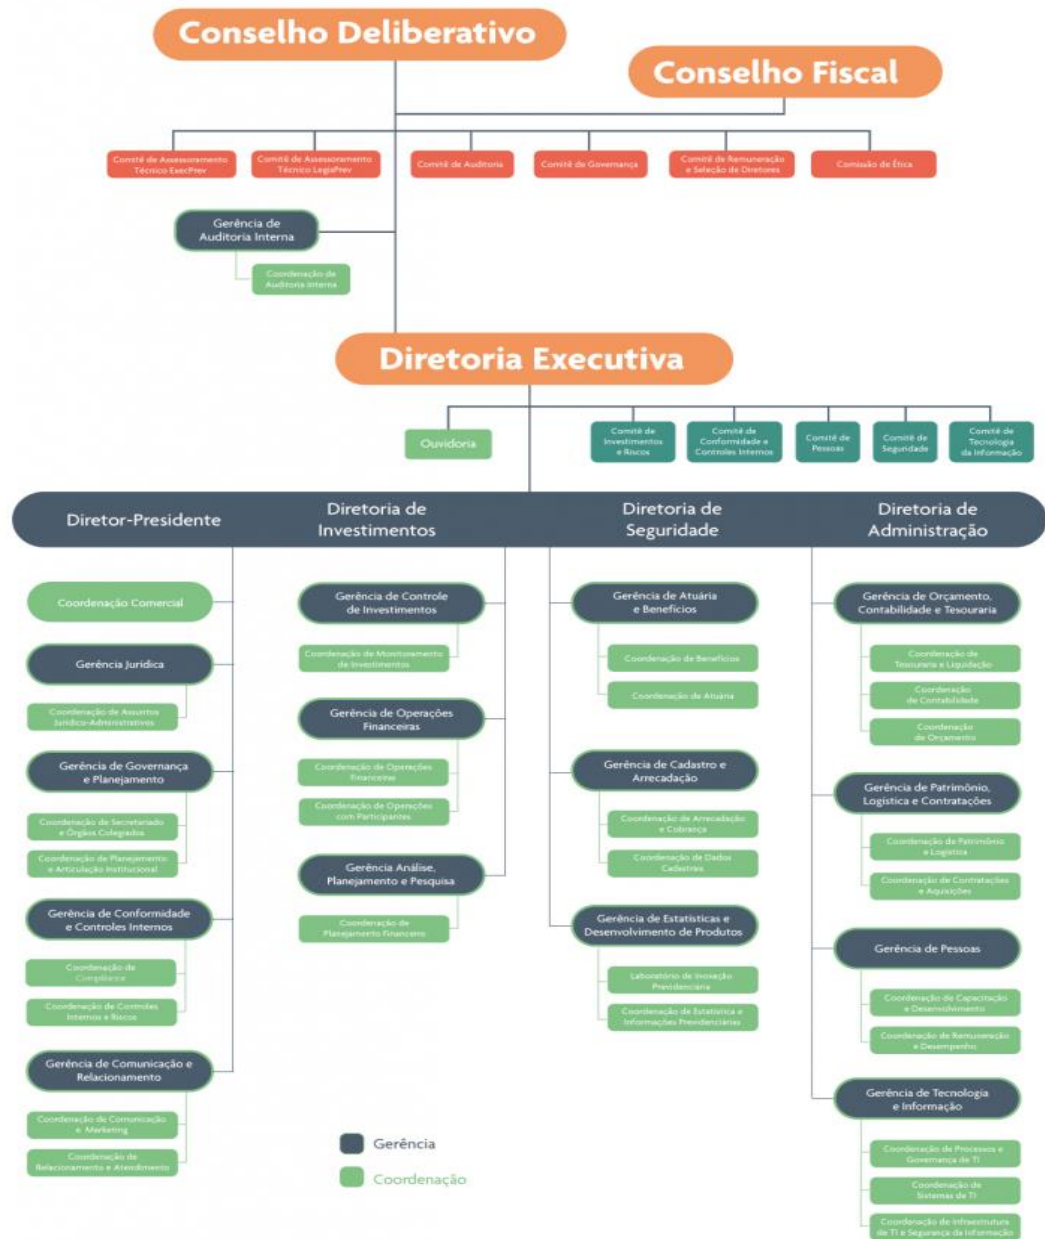 Conselho Deliberativo
Conselho Fiscal
Comitê de Assessoramento
Técnico ExecPrev
Comitê de Assessoramento
Técnico LegisPrev
Comitê de Auditoria
Comitê de Governança
Comitê de Remuneração
e Seleção de Diretores
Comissão de Ética
Gerência de
Auditoria Interna
Coordenação de
Auditoria Interna
Diretoria Executiva
Ouvidoria
Comitê de
Investimentos
e Riscos
Comitê de
Conformidade e
Controles Internos
Comitê de
Pessoas
Comitê de
Seguridade
Comitê de
Tecnologia
da Informação
Diretor-Presidente
Diretoria de
Investimentos
Diretoria de
Seguridade
Diretoria de
Administração
Coordenação Comercial
Gerência Jurídica
Coordenação de Assuntos
Jurídico-Administrativos
Gerência de Governança
e Planejamento
Coordenação de Secretariado
e Órgãos Colegiados
Coordenação de Planejamento
e Articulação Institucional
Gerência de Conformidade
e Controles Internos
Coordenação de
Compliance
Coordenação de Controles
Internos e Riscos
Gerência de Comunicação e
Relacionamento
Coordenação de Comunicação
e Marketing
Coordenação de
Relacionamento e Atendimento
Gerência de Controle
de Investimentos
Coordenação de Monitoramento
de Investimentos
Gerência de Operações
Financeiras
Coordenação de Operações
Financeiras
Coordenação de Operações
com Participantes
Gerência Análise,
Planejamento e Pesquisa
Coordenação de
Planejamento Financeiro
Gerência de Atuária
e Benefícios
Coordenação de Benefícios
Coordenação de Atuária
Gerência de Cadastro e
Arrecadação
Coordenação de Arrecadação
e Cobrança
Coordenação de Dados
Cadastrais
Gerência de Estatísticas e
Desenvolvimento de Produtos
Laboratório de Inovação
Previdenciária
Coordenação de Estatística e
Informações Previdenciárias
Gerência de Orçamento,
Contabilidade e Tesouraria
Coordenação de
Tesouraria e Liquidação
Coordenação
de Contabilidade
Coordenação
de Orçamento
Gerência de Patrimônio,
Logística e Contratações
Coordenação de Patrimônio
e Logística
Coordenação de Contratações
e Aquisições
Gerência de Pessoas
Coordenação de Capacitação
e Desenvolvimento
Coordenação de Remuneração
e Desempenho
Gerência de Tecnologia
e Informação
Coordenação de Processos e
Governança de TI
Coordenação de
Sistemas de TI
Coordenação de Infraestrutura
de TI e Segurança da Informação
Gerência
Coordenação